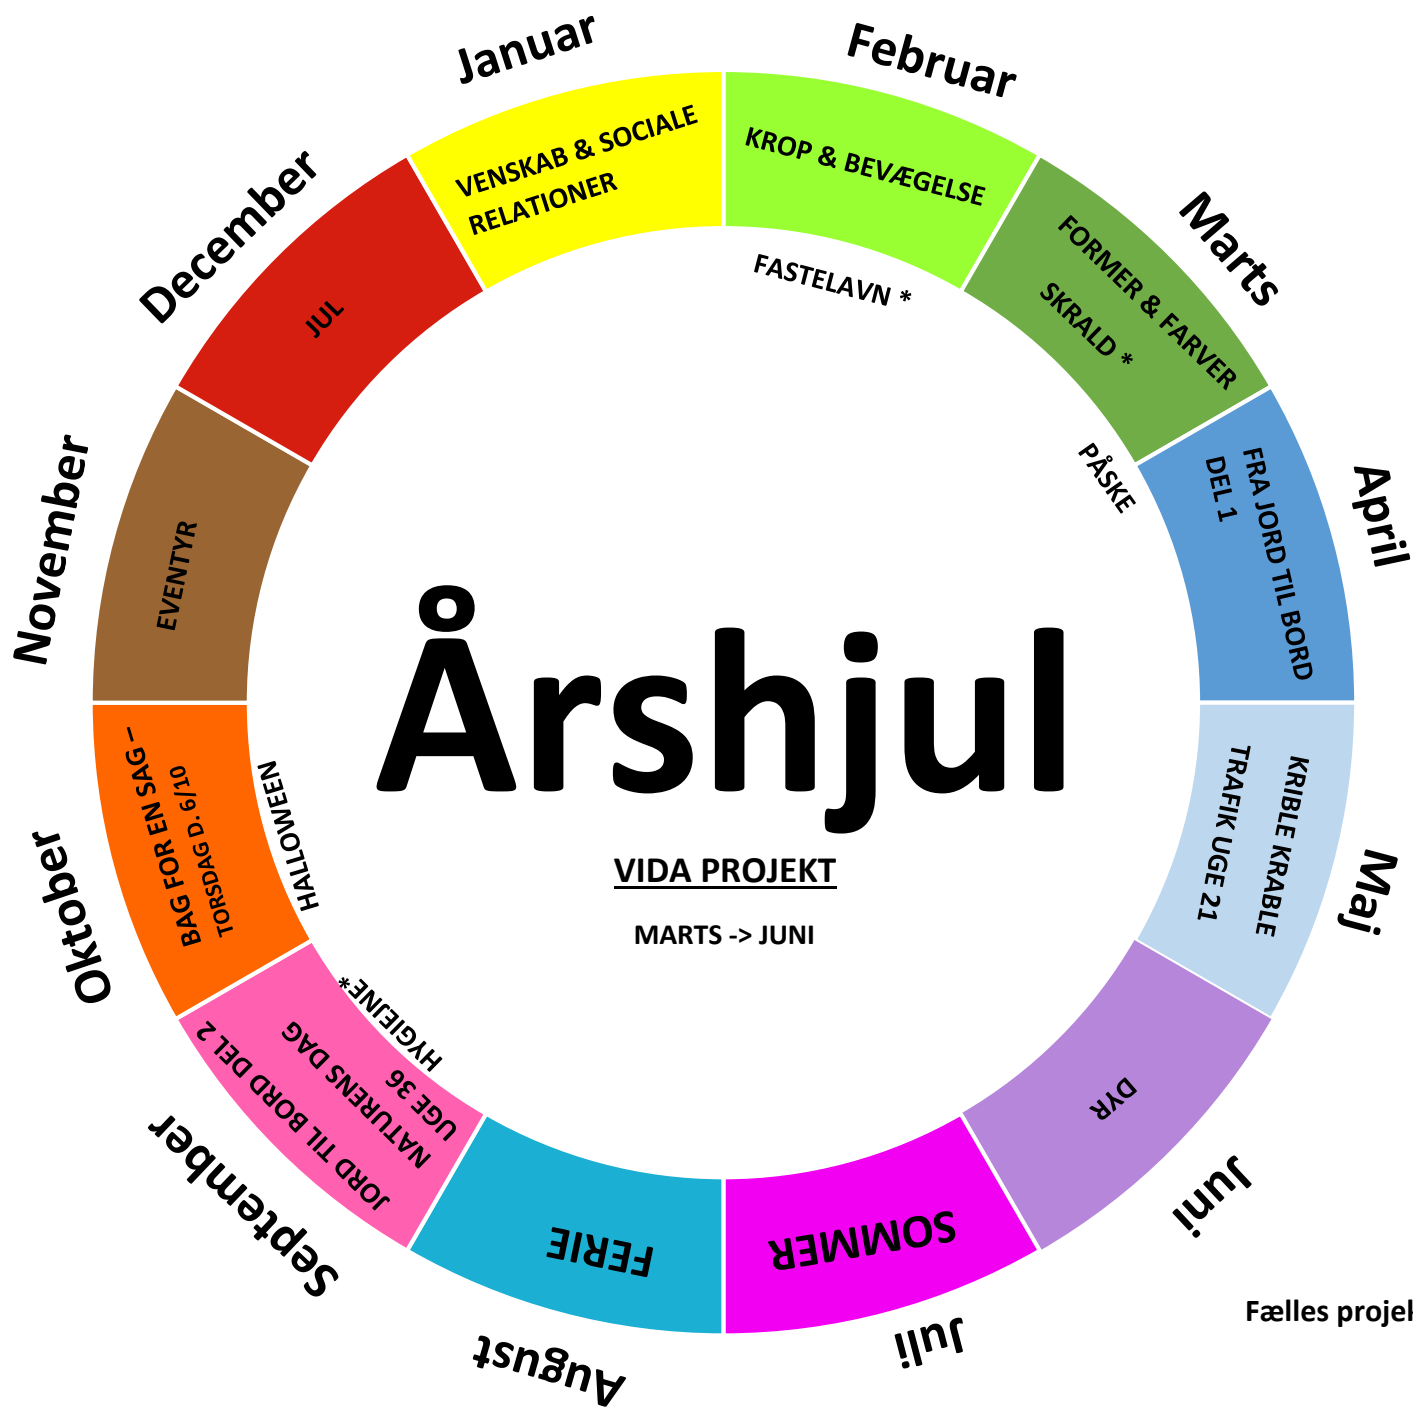 Januar
VENSKAB & SOCIALE
RELATIONER
Februar
KROP & BEVÆGELSE
FASTELAVN *
Marts
FORMER & FARVER
SKRALD *
PÅSKE
April
FRA JORD TIL BORD
DEL 1
Maj
KRIBLE KRABLE
TRAFIK UGE 21
Juni
DYR
Juli
SOMMER
August
FERIE
September
HYGIEJNE*
UGE 36
NATURENS DAG
JORD TIL BORD DEL 2
Oktober
BAG FOR EN SAG –
TORSDAG D. 6/10
HALLOWEEN
November
EVENTYR
December
JUL
Årshjul
VIDA PROJEKT
MARTS -> JUNI
Fælles